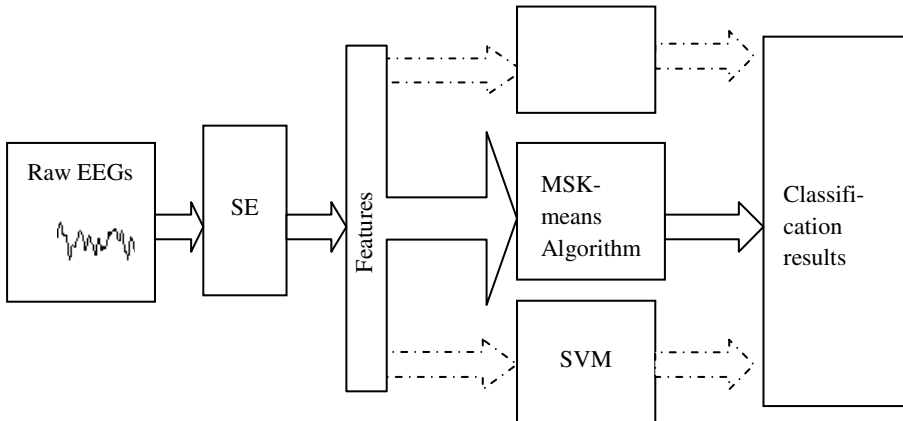 Raw EEGs
SE
Features
MSK-
means
Algorithm
SVM
Classifi-
cation
results